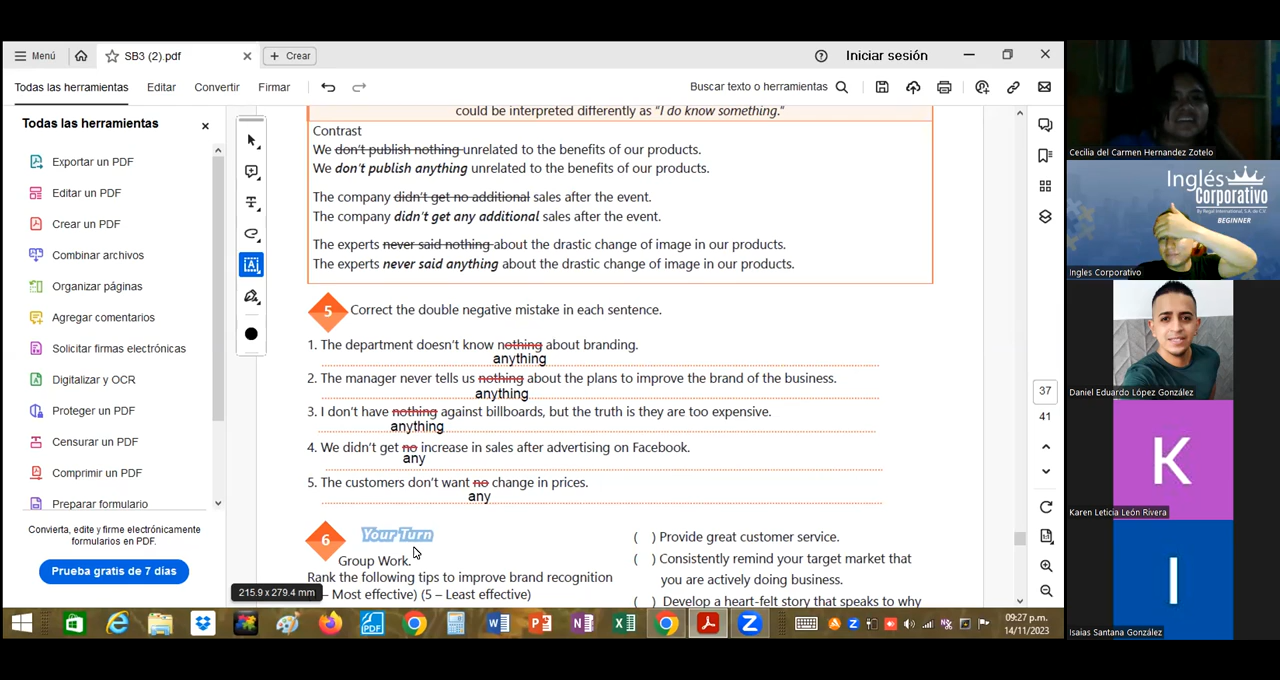 Menú
SB3 (2).pdf
Crear
Iniciar sesión
Todas las herramientas
Editar
Convertir
Firmar
Buscar texto o herramientas
Todas las herramientas
Exportar un PDF
Editar un PDF
Crear un PDF
Combinar archivos
Organizar páginas
Agregar comentarios
Solicitar firmas electrónicas
Digitalizar y OCR
Proteger un PDF
Censurar un PDF
Comprimir un PDF
Preparar formulario
Convierta, edite y firme electrónicamente
formularios en PDF.
Prueba gratis de 7 días
could be interpreted differently as "I do know something."
Contrast
We don't publish nothing unrelated to the benefits of our products.
We don't publish anything unrelated to the benefits of our products.
The company didn't get no additional sales after the event.
The company didn't get any additional sales after the event.
The experts never said nothing about the drastic change of image in our products.
The experts never said anything about the drastic change of image in our products.
5 Correct the double negative mistake in each sentence.
1. The department doesn't know nothing about branding.
anything
2. The manager never tells us nothing about the plans to improve the brand of the business.
anything
3. I don't have nothing against billboards, but the truth is they are too expensive.
anything
4. We didn't get no increase in sales after advertising on Facebook.
any
5. The customers don't want no change in prices.
any
6 Your Turn
Group Work.
Rank the following tips to improve brand recognition
– Most effective) (5 – Least effective)
( ) Provide great customer service.
( ) Consistently remind your target market that
you are actively doing business.
( ) Develop a heart-felt story that speaks to why
215.9 x 279.4 mm
37
41
09:27 p.m.
14/11/2023
Cecilia del Carmen Hernandez Zotelo
Inglés
Corporativo
By Regal International, S.A. de C.V.
BEGINNER
Ingles Corporativo
Daniel Eduardo López González
K
Karen Leticia León Rivera
I
Isaias Santana González